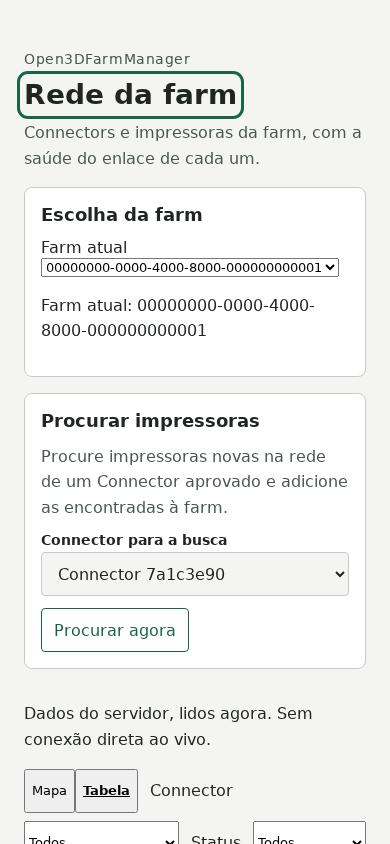 Open3DFarmManager
Rede da farm
Connectors e impressoras da farm, com a
saúde do enlace de cada um.
Escolha da farm
Farm atual
00000000-0000-4000-8000-000000000001
Farm atual: 00000000-0000-4000-
8000-000000000001
Procurar impressoras
Procure impressoras novas na rede
de um Connector aprovado e adicione
as encontradas à farm.
Connector para a busca
Connector 7a1c3e90
Procurar agora
Dados do servidor, lidos agora. Sem
conexão direta ao vivo.
Mapa Tabela Connector
Todos Status Todos